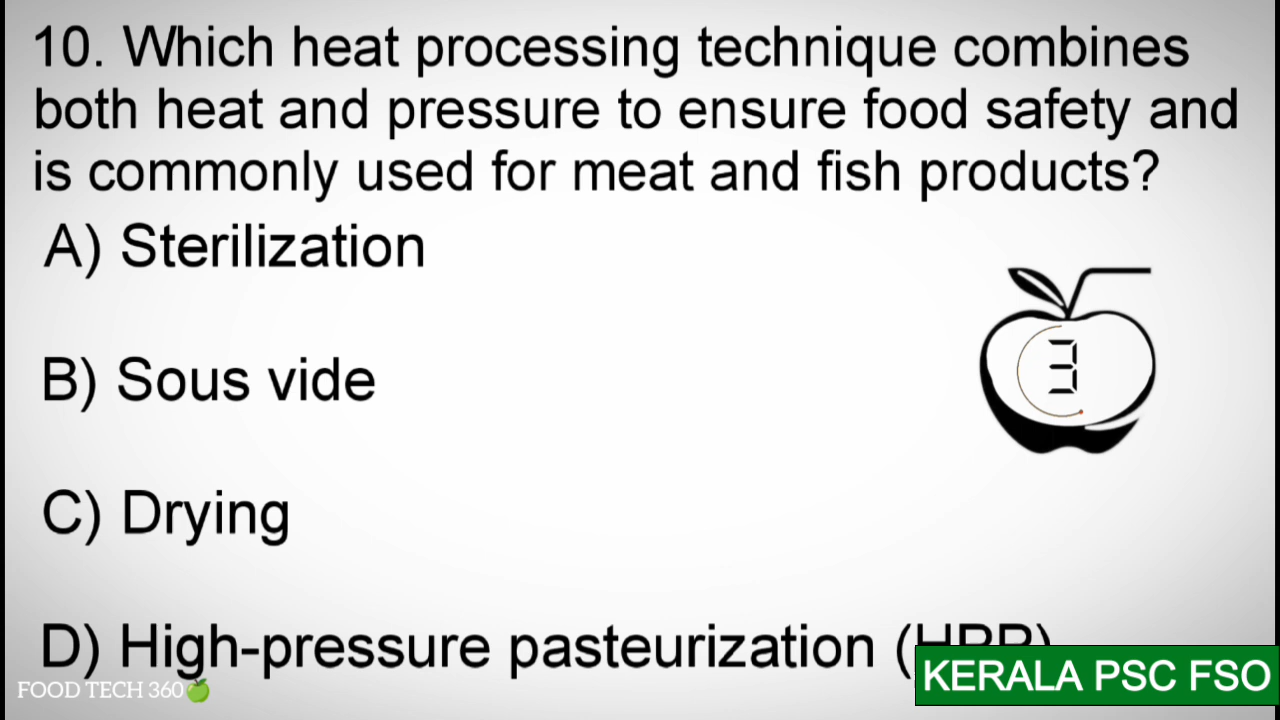 10. Which heat processing technique combines
both heat and pressure to ensure food safety and
is commonly used for meat and fish products?
A) Sterilization
3
B) Sous vide
C) Drying
D) High-pressure pasteurization (HPP)
KERALA PSC FSO
FOOD TECH 360